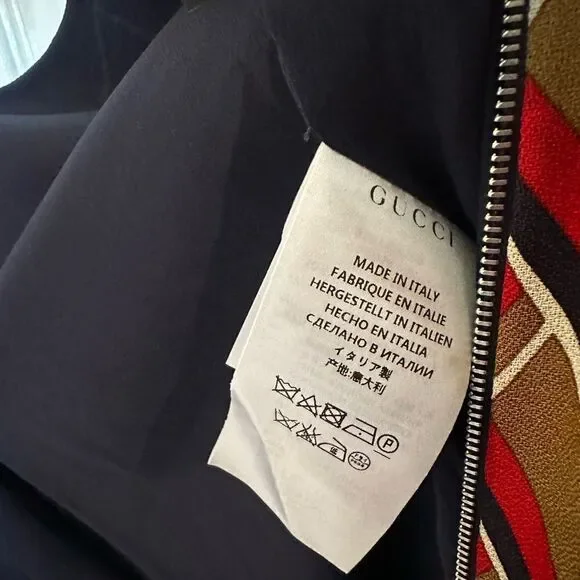 GUCCI
MADE IN ITALY
FABRIQUE EN ITALIE
HERGESTELLT IN ITALIEN
HECHO EN ITALIA
СДЕЛАНО В ИТАЛИИ
イタリア製
产地:意大利
P